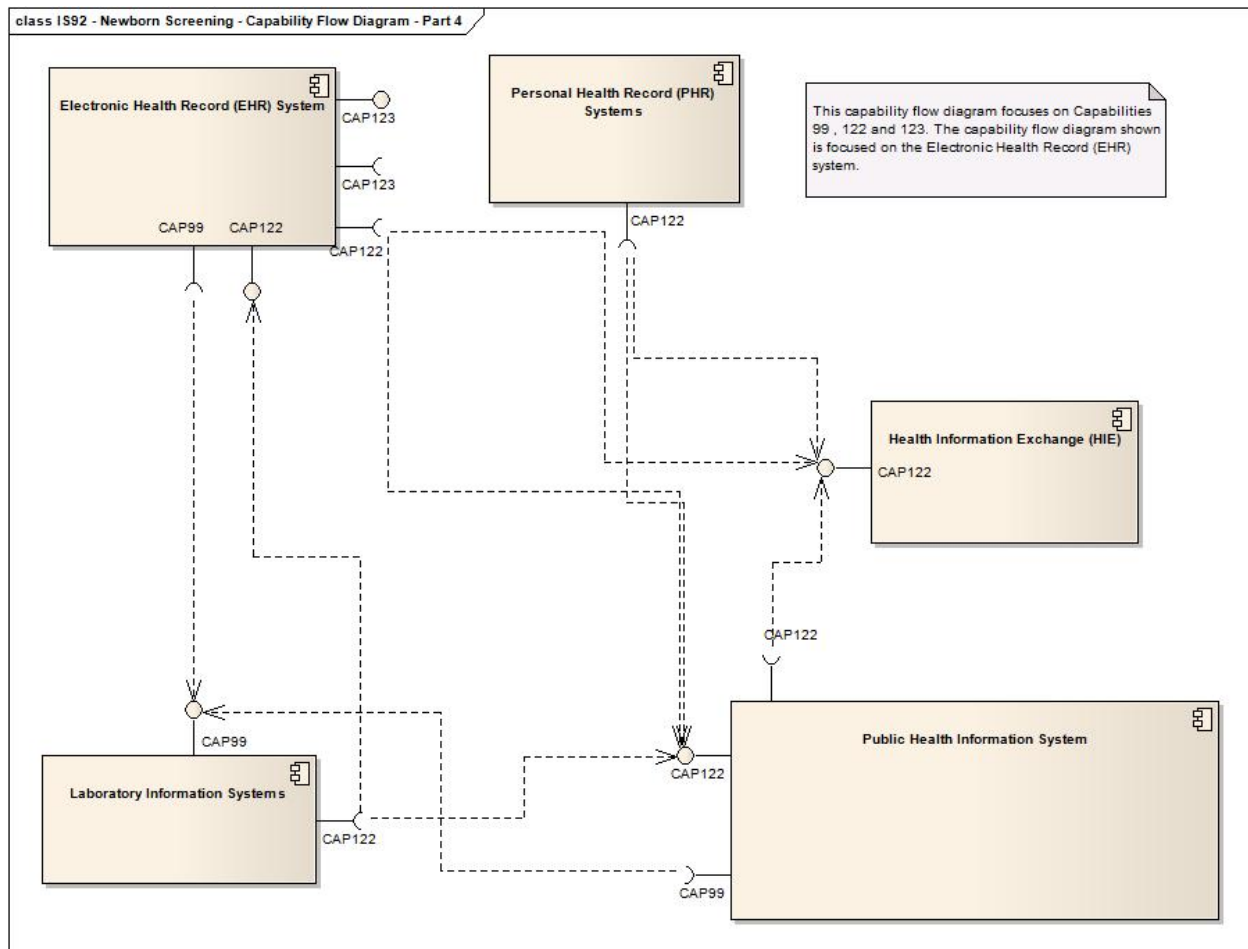 class IS92 - Newborn Screening - Capability Flow Diagram - Part 4
Electronic Health Record (EHR) System
CAP123
CAP123
CAP99
CAP122
CAP122
Personal Health Record (PHR)
Systems
CAP122
This capability flow diagram focuses on Capabilities
99 , 122 and 123. The capability flow diagram shown
is focused on the Electronic Health Record (EHR)
system.
Health Information Exchange (HIE)
CAP122
CAP122
CAP99
Laboratory Information Systems
CAP122
Public Health Information System
CAP122
CAP99